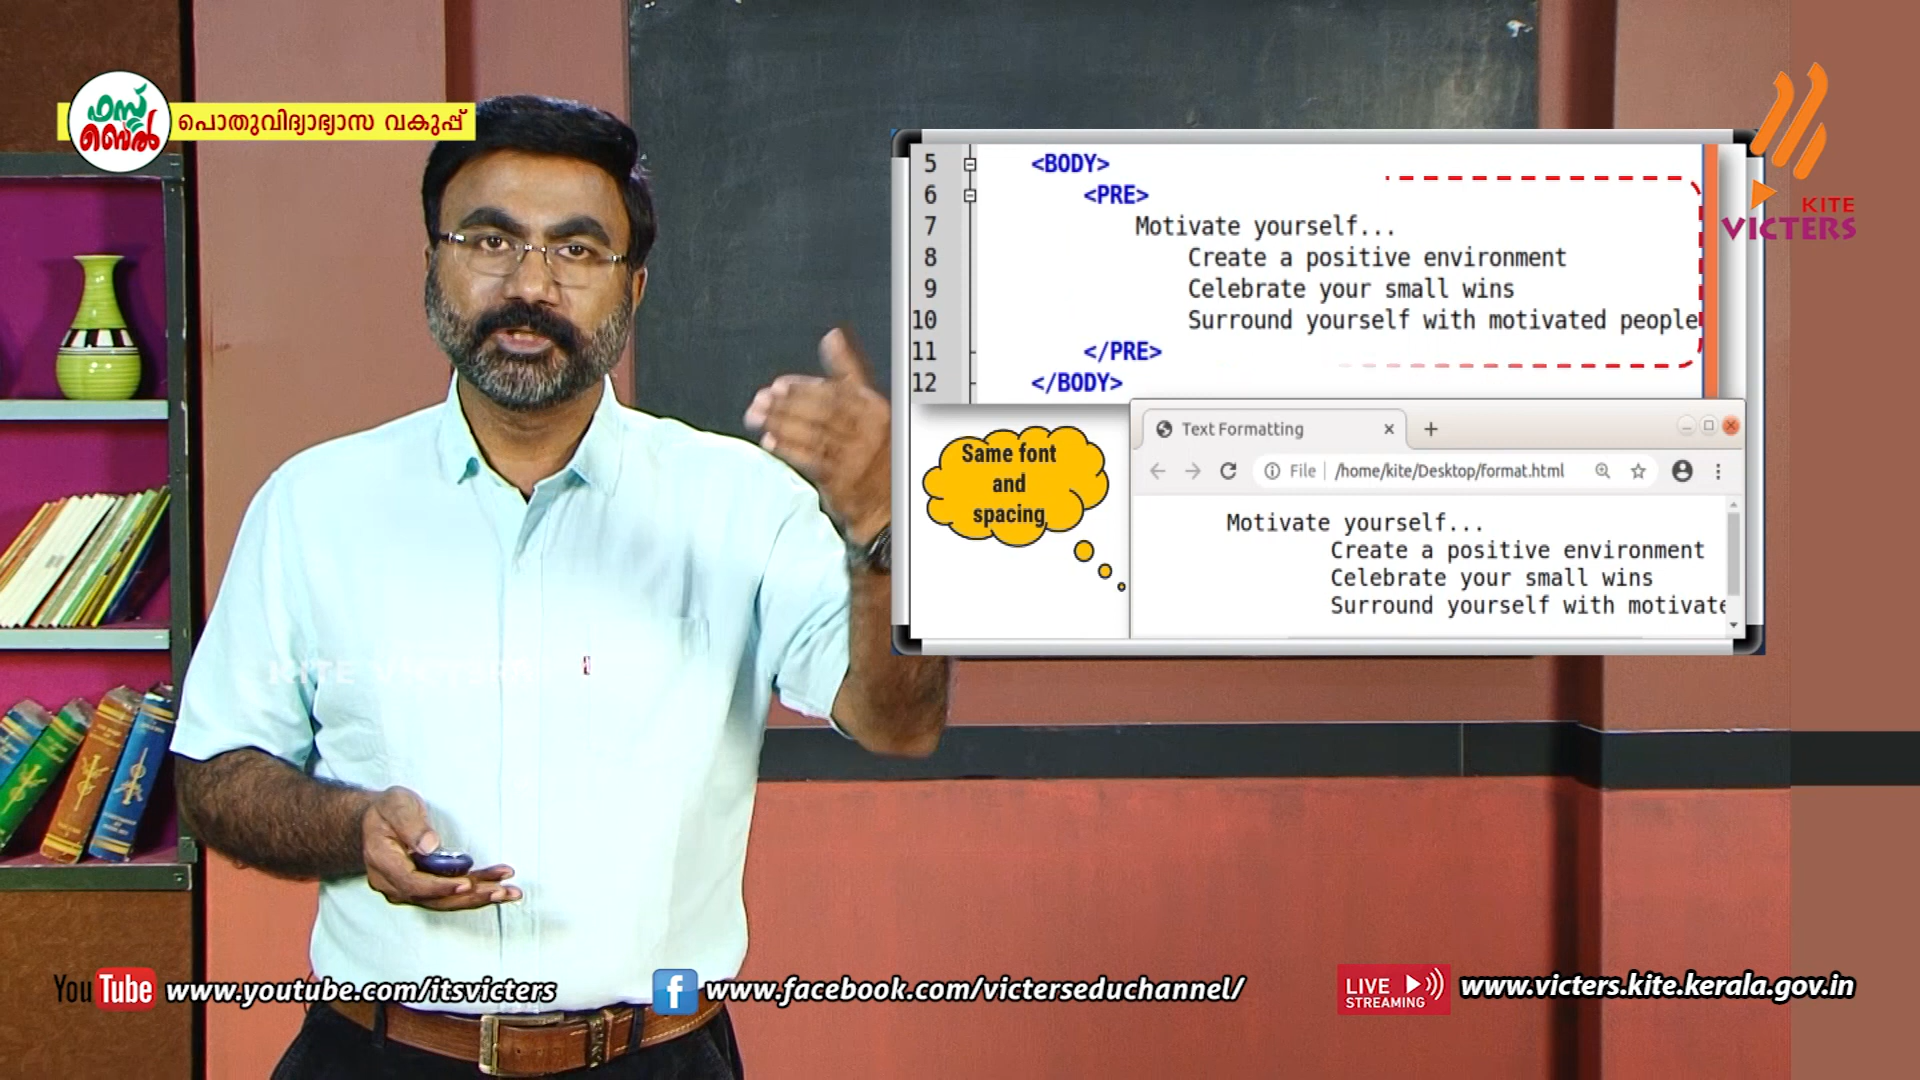 ഫസ്റ്റ്
ബെൽ
പൊതുവിദ്യാഭ്യാസ വകുപ്പ്
KITE
VICTERS
5 <BODY>
6 <PRE>
7 Motivate yourself...
8 Create a positive environment
9 Celebrate your small wins
10 Surround yourself with motivated people
11 </PRE>
12 </BODY>
Same font
and
spacing
Text Formatting
File /home/kite/Desktop/format.html
Motivate yourself...
Create a positive environment
Celebrate your small wins
Surround yourself with motivate
KITE VICTERS
YouTube www.youtube.com/itsvicters
f www.facebook.com/victerseduchannel/
LIVE
STREAMING
www.victers.kite.kerala.gov.in